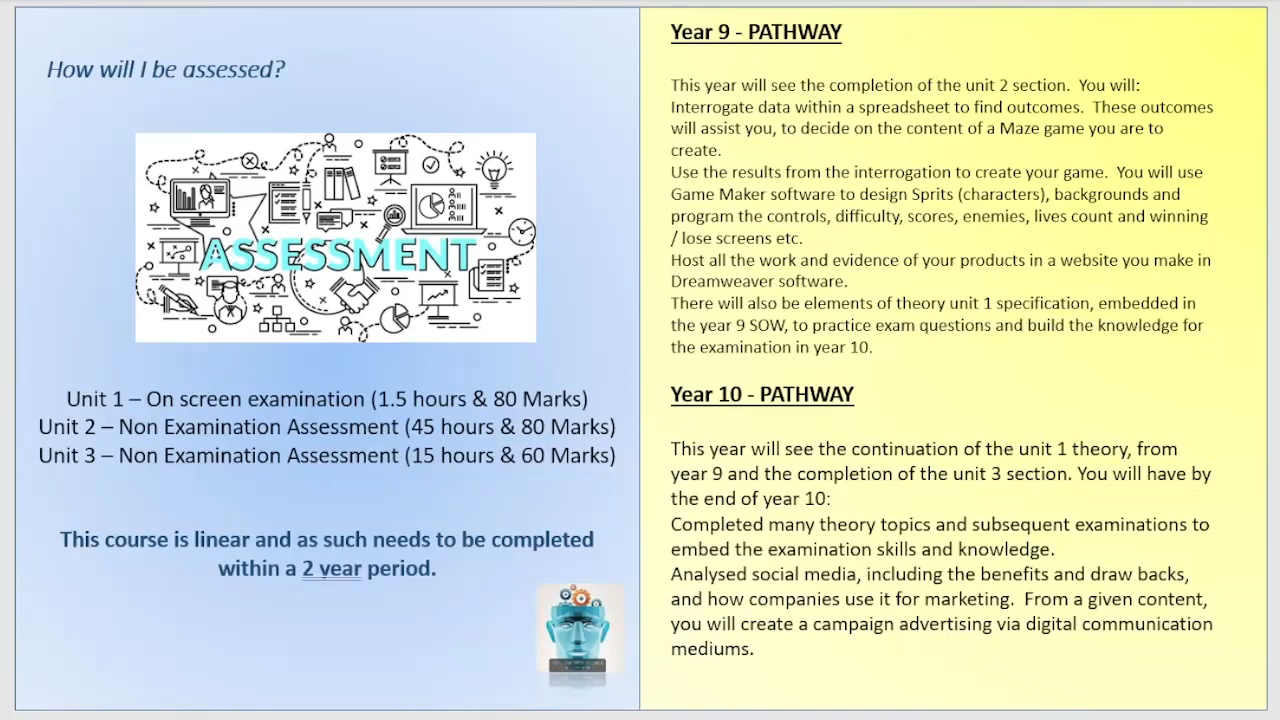 How will I be assessed?
ASSESSMENT
Unit 1 – On screen examination (1.5 hours & 80 Marks)
Unit 2 – Non Examination Assessment (45 hours & 80 Marks)
Unit 3 – Non Examination Assessment (15 hours & 60 Marks)
This course is linear and as such needs to be completed
within a 2 year period.
Year 9 - PATHWAY
This year will see the completion of the unit 2 section.  You will:
Interrogate data within a spreadsheet to find outcomes.  These outcomes
will assist you, to decide on the content of a Maze game you are to
create.
Use the results from the interrogation to create your game.  You will use
Game Maker software to design Sprits (characters), backgrounds and
program the controls, difficulty, scores, enemies, lives count and winning
/ lose screens etc.
Host all the work and evidence of your products in a website you make in
Dreamweaver software.
There will also be elements of theory unit 1 specification, embedded in
the year 9 SOW, to practice exam questions and build the knowledge for
the examination in year 10.
Year 10 - PATHWAY
This year will see the continuation of the unit 1 theory, from
year 9 and the completion of the unit 3 section. You will have by
the end of year 10:
Completed many theory topics and subsequent examinations to
embed the examination skills and knowledge.
Analysed social media, including the benefits and draw backs,
and how companies use it for marketing.  From a given content,
you will create a campaign advertising via digital communication
mediums.